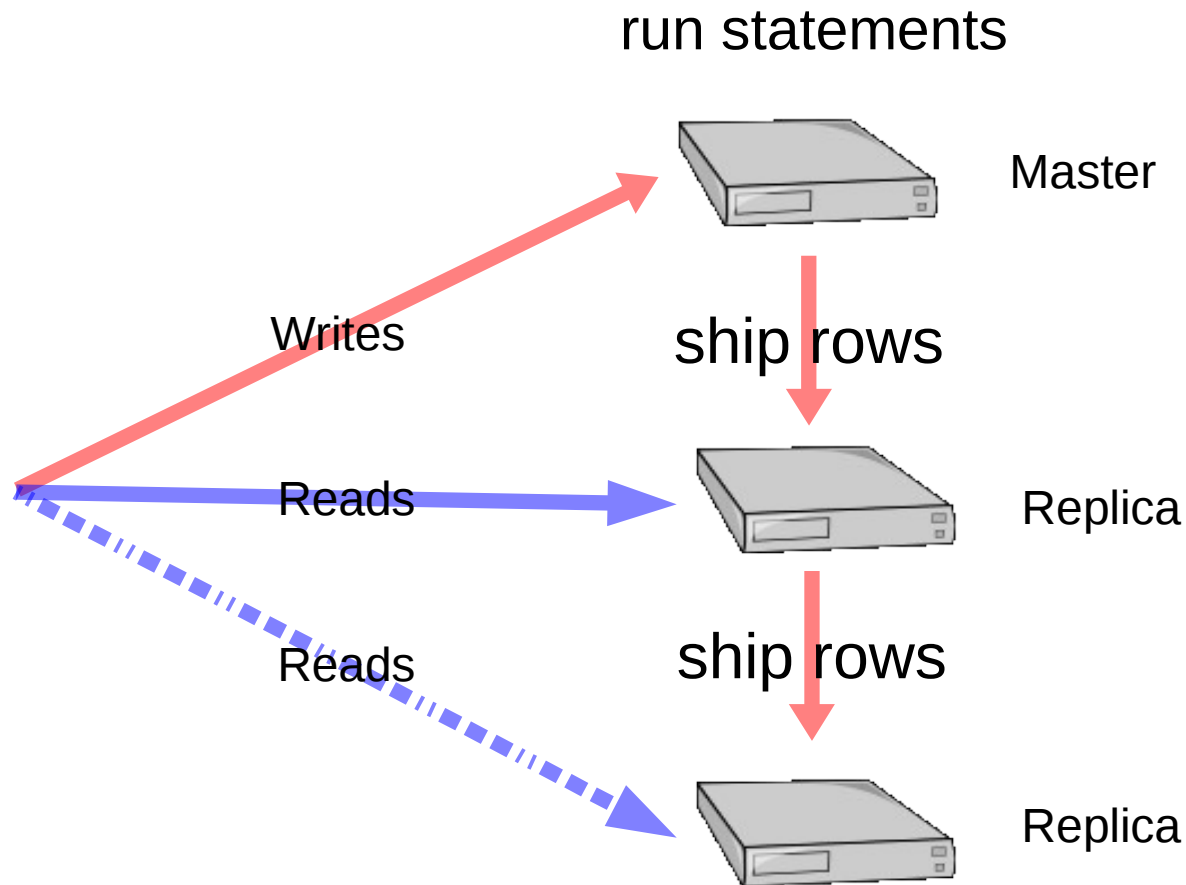 run statements
Master
Writes
ship rows
Reads
Replica
Reads
ship rows
Replica